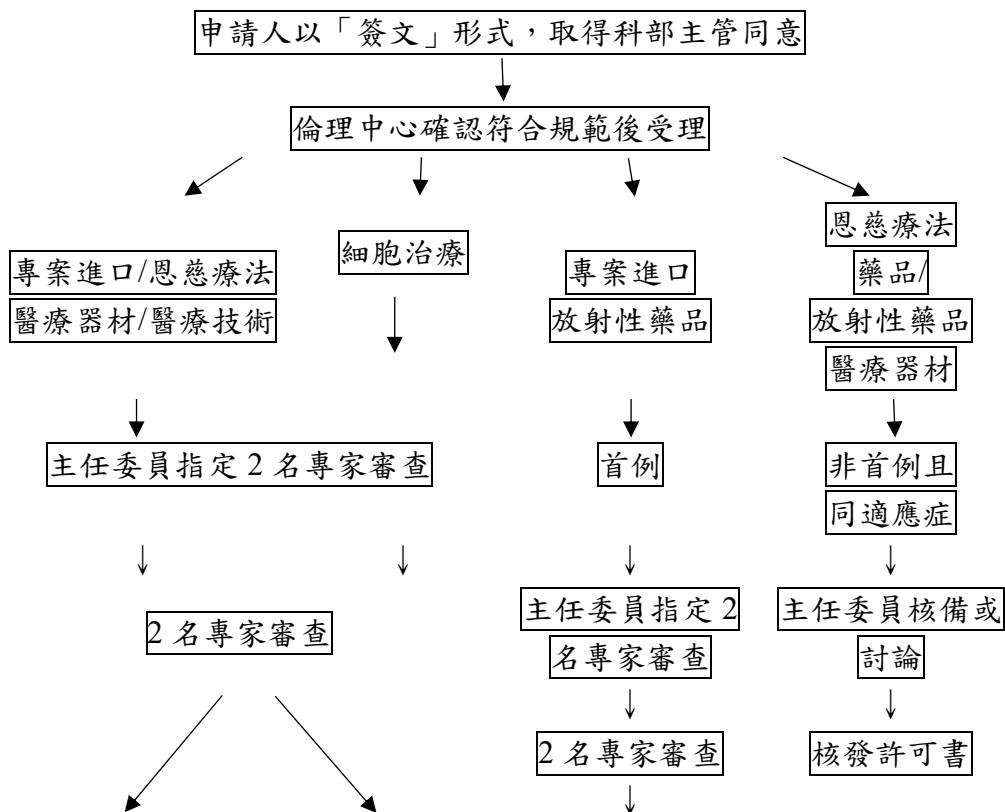 申請人以「簽文」形式，取得科部主管同意
倫理中心確認符合規範後受理
專案進口/恩慈療法
醫療器材/醫療技術
細胞治療
專案進口
放射性藥品
恩慈療法
藥品/
放射性藥品
醫療器材
主任委員指定 2 名專家審查
首例
非首例且
同適應症
2 名專家審查
主任委員指定 2
名專家審查
主任委員核備或
討論
2 名專家審查
核發許可書